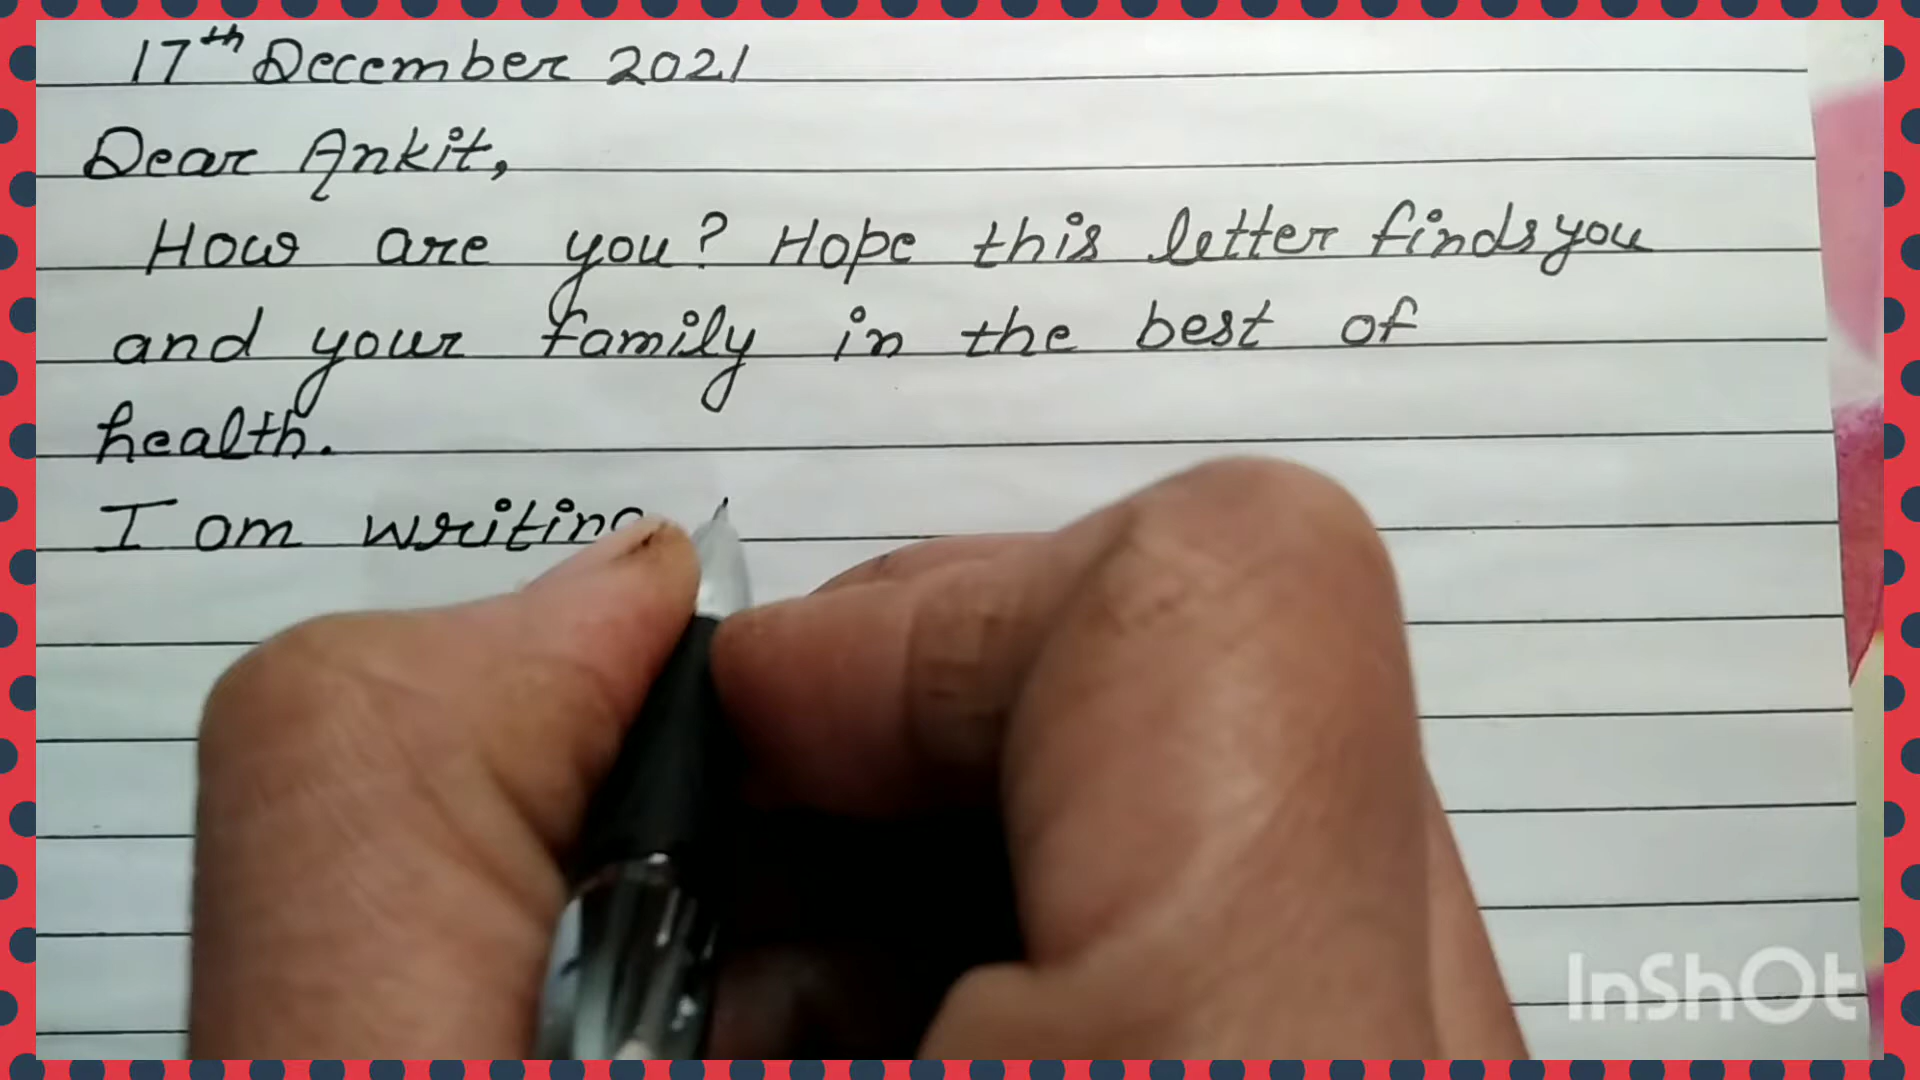 17th December 2021
Dear Ankit,
How are you? Hope this letter finds you
and your family in the best of
health.
I am writing
InShOt